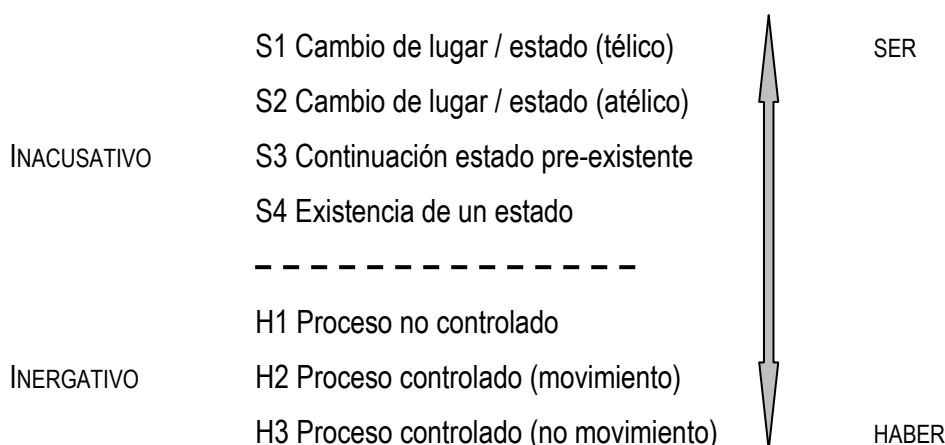 S1 Cambio de lugar / estado (télico) SER
S2 Cambio de lugar / estado (atélico)
INACUSATIVO S3 Continuación estado pre-existente
S4 Existencia de un estado
– – – – – – – – – – – – – –
H1 Proceso no controlado
INERGATIVO H2 Proceso controlado (movimiento)
H3 Proceso controlado (no movimiento) HABER